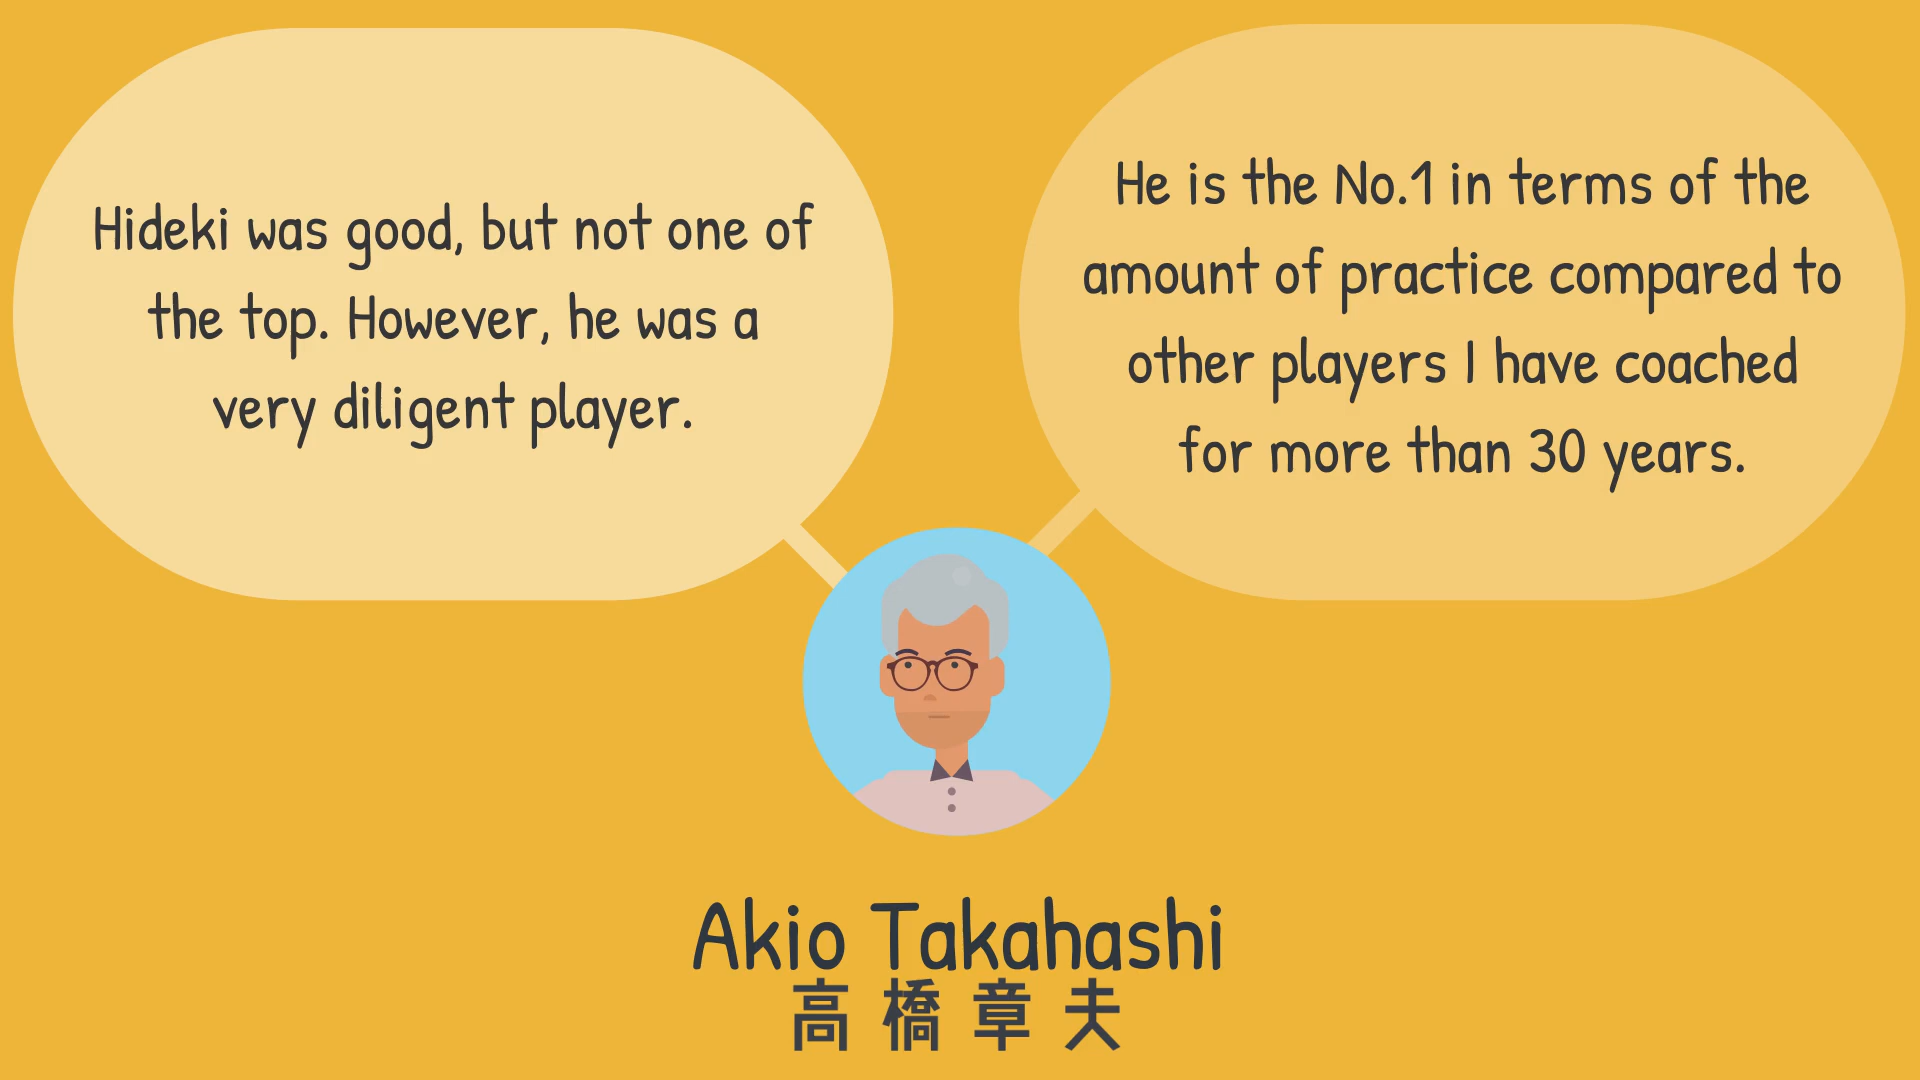 Hideki was good, but not one of
the top. However, he was a
very diligent player.
He is the No.1 in terms of the
amount of practice compared to
other players I have coached
for more than 30 years.
Akio Takahashi
高橋章夫